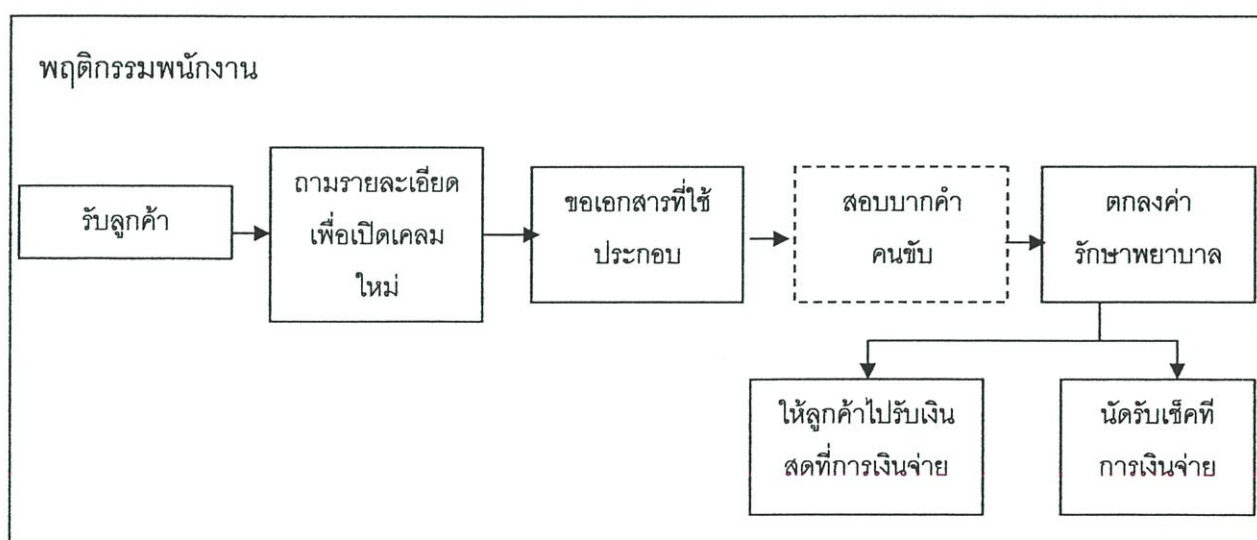 พฤติกรรมพนักงาน
รับลูกค้า
ถามรายละเอียด
เพื่อเปิดเคลม
ใหม่
ขอเอกสารที่ใช้
ประกอบ
สอบบากคำ
คนขับ
ตกลงค่า
รักษาพยาบาล
ให้ลูกค้าไปรับเงิน
สดที่การเงินจ่าย
นัดรับเช็คที
การเงินจ่าย